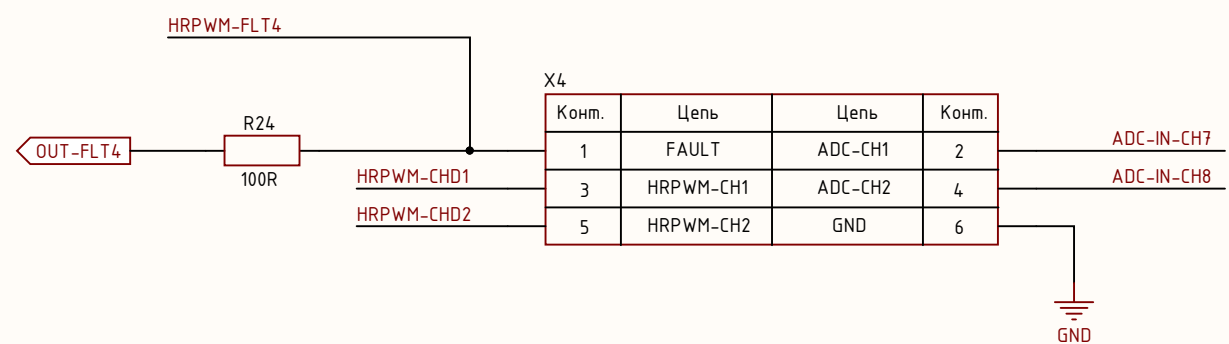 HRPWM-FLT4
X4
Конт. Цепь Цепь Конт.
OUT-FLT4 R24 100R 1 FAULT ADC-CH1 2 ADC-IN-CH7
HRPWM-CHD1 3 HRPWM-CH1 ADC-CH2 4 ADC-IN-CH8
HRPWM-CHD2 5 HRPWM-CH2 GND 6
GND